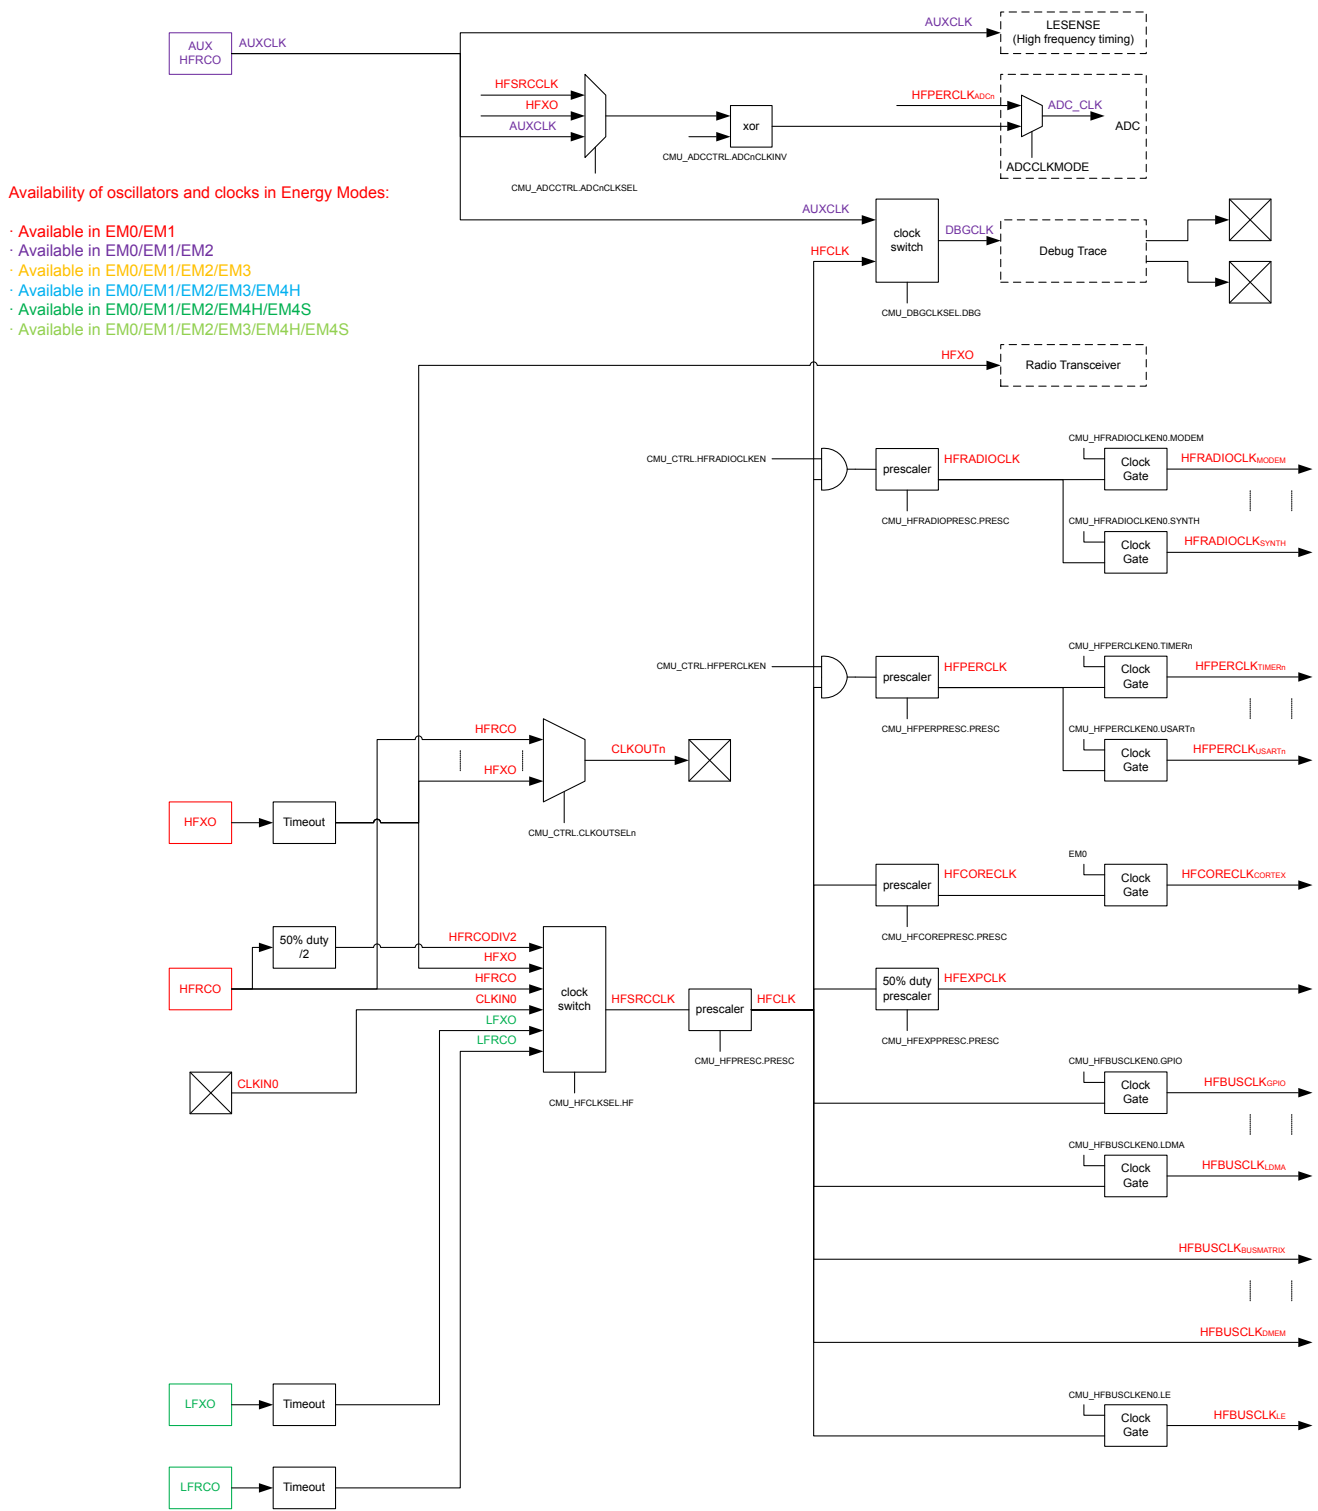 AUXCLK
LESENSE
(High frequency timing)
AUX
HFRCO
AUXCLK
HFSRCCLK
HFXO
AUXCLK
xor
CMU_ADCCTRL.ADCnCLKINV
CMU_ADCCTRL.ADCnCLKSEL
HFPERCLKADCn
ADC_CLK
ADC
ADCCLKMODE
Availability of oscillators and clocks in Energy Modes:
· Available in EM0/EM1
· Available in EM0/EM1/EM2
· Available in EM0/EM1/EM2/EM3
· Available in EM0/EM1/EM2/EM3/EM4H
· Available in EM0/EM1/EM2/EM4H/EM4S
· Available in EM0/EM1/EM2/EM3/EM4H/EM4S
AUXCLK
HFCLK
clock
switch
DBGCLK
Debug Trace
CMU_DBGCLKSEL.DBG
HFXO
Radio Transceiver
CMU_CTRL.HFRADIOCLKEN
prescaler
HFRADIOCLK
CMU_HFRADIOPRESC.PRESC
CMU_HFRADIOCLKEN0.MODEM
Clock
Gate
HFRADIOCLKMODEM
CMU_HFRADIOCLKEN0.SYNTH
Clock
Gate
HFRADIOCLKSYNTH
CMU_CTRL.HFPERCLKEN
prescaler
HFPERCLK
CMU_HFPERPRESC.PRESC
CMU_HFPERCLKEN0.TIMERn
Clock
Gate
HFPERCLKTIMERn
CMU_HFPERCLKEN0.USARTn
Clock
Gate
HFPERCLKUSARTn
HFRCO
HFXO
CLKOUTn
CMU_CTRL.CLKOUTSELn
HFXO
Timeout
prescaler
HFCORECLK
CMU_HFCOREPRESC.PRESC
EM0
Clock
Gate
HFCORECLKCORTEX
HFRCO
50% duty
/2
HFRCODIV2
HFXO
HFRCO
CLKIN0
LFXO
LFRCO
clock
switch
CMU_HFCLKSEL.HF
HFSRCCLK
prescaler
CMU_HFPRESC.PRESC
HFCLK
50% duty
prescaler
HFEXPCLK
CMU_HFEXPPRESC.PRESC
CLKIN0
CMU_HFBUSCLKEN0.GPIO
Clock
Gate
HFBUSCLKGPIO
CMU_HFBUSCLKEN0.LDMA
Clock
Gate
HFBUSCLKLDMA
HFBUSCLKBUSMATRIX
HFBUSCLKDMEM
LFXO
Timeout
CMU_HFBUSCLKEN0.LE
Clock
Gate
HFBUSCLKLE
LFRCO
Timeout